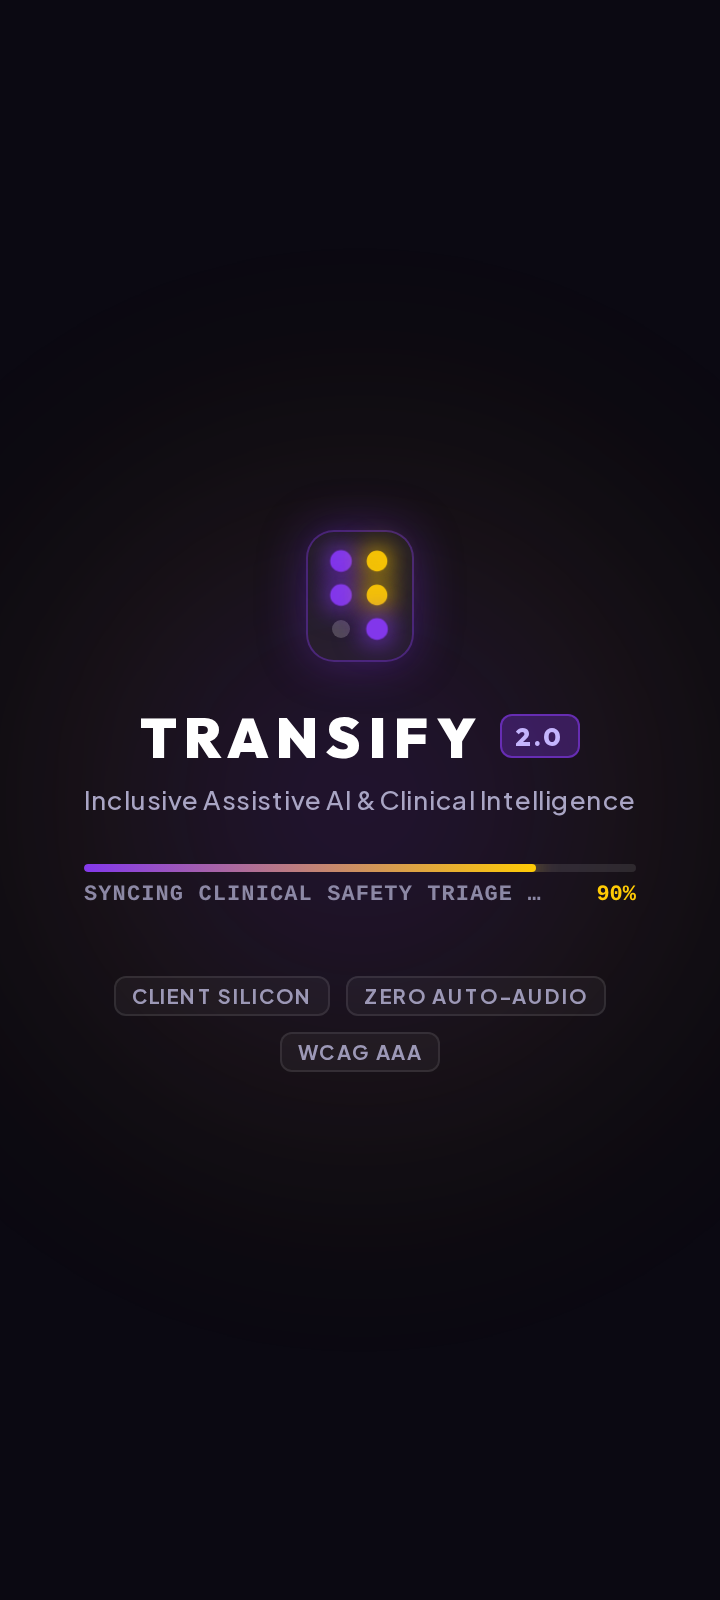 TRANSIFY 2.0
Inclusive Assistive AI & Clinical Intelligence
SYNCING CLINICAL SAFETY TRIAGE … 90%
CLIENT SILICON ZERO AUTO-AUDIO
WCAG AAA